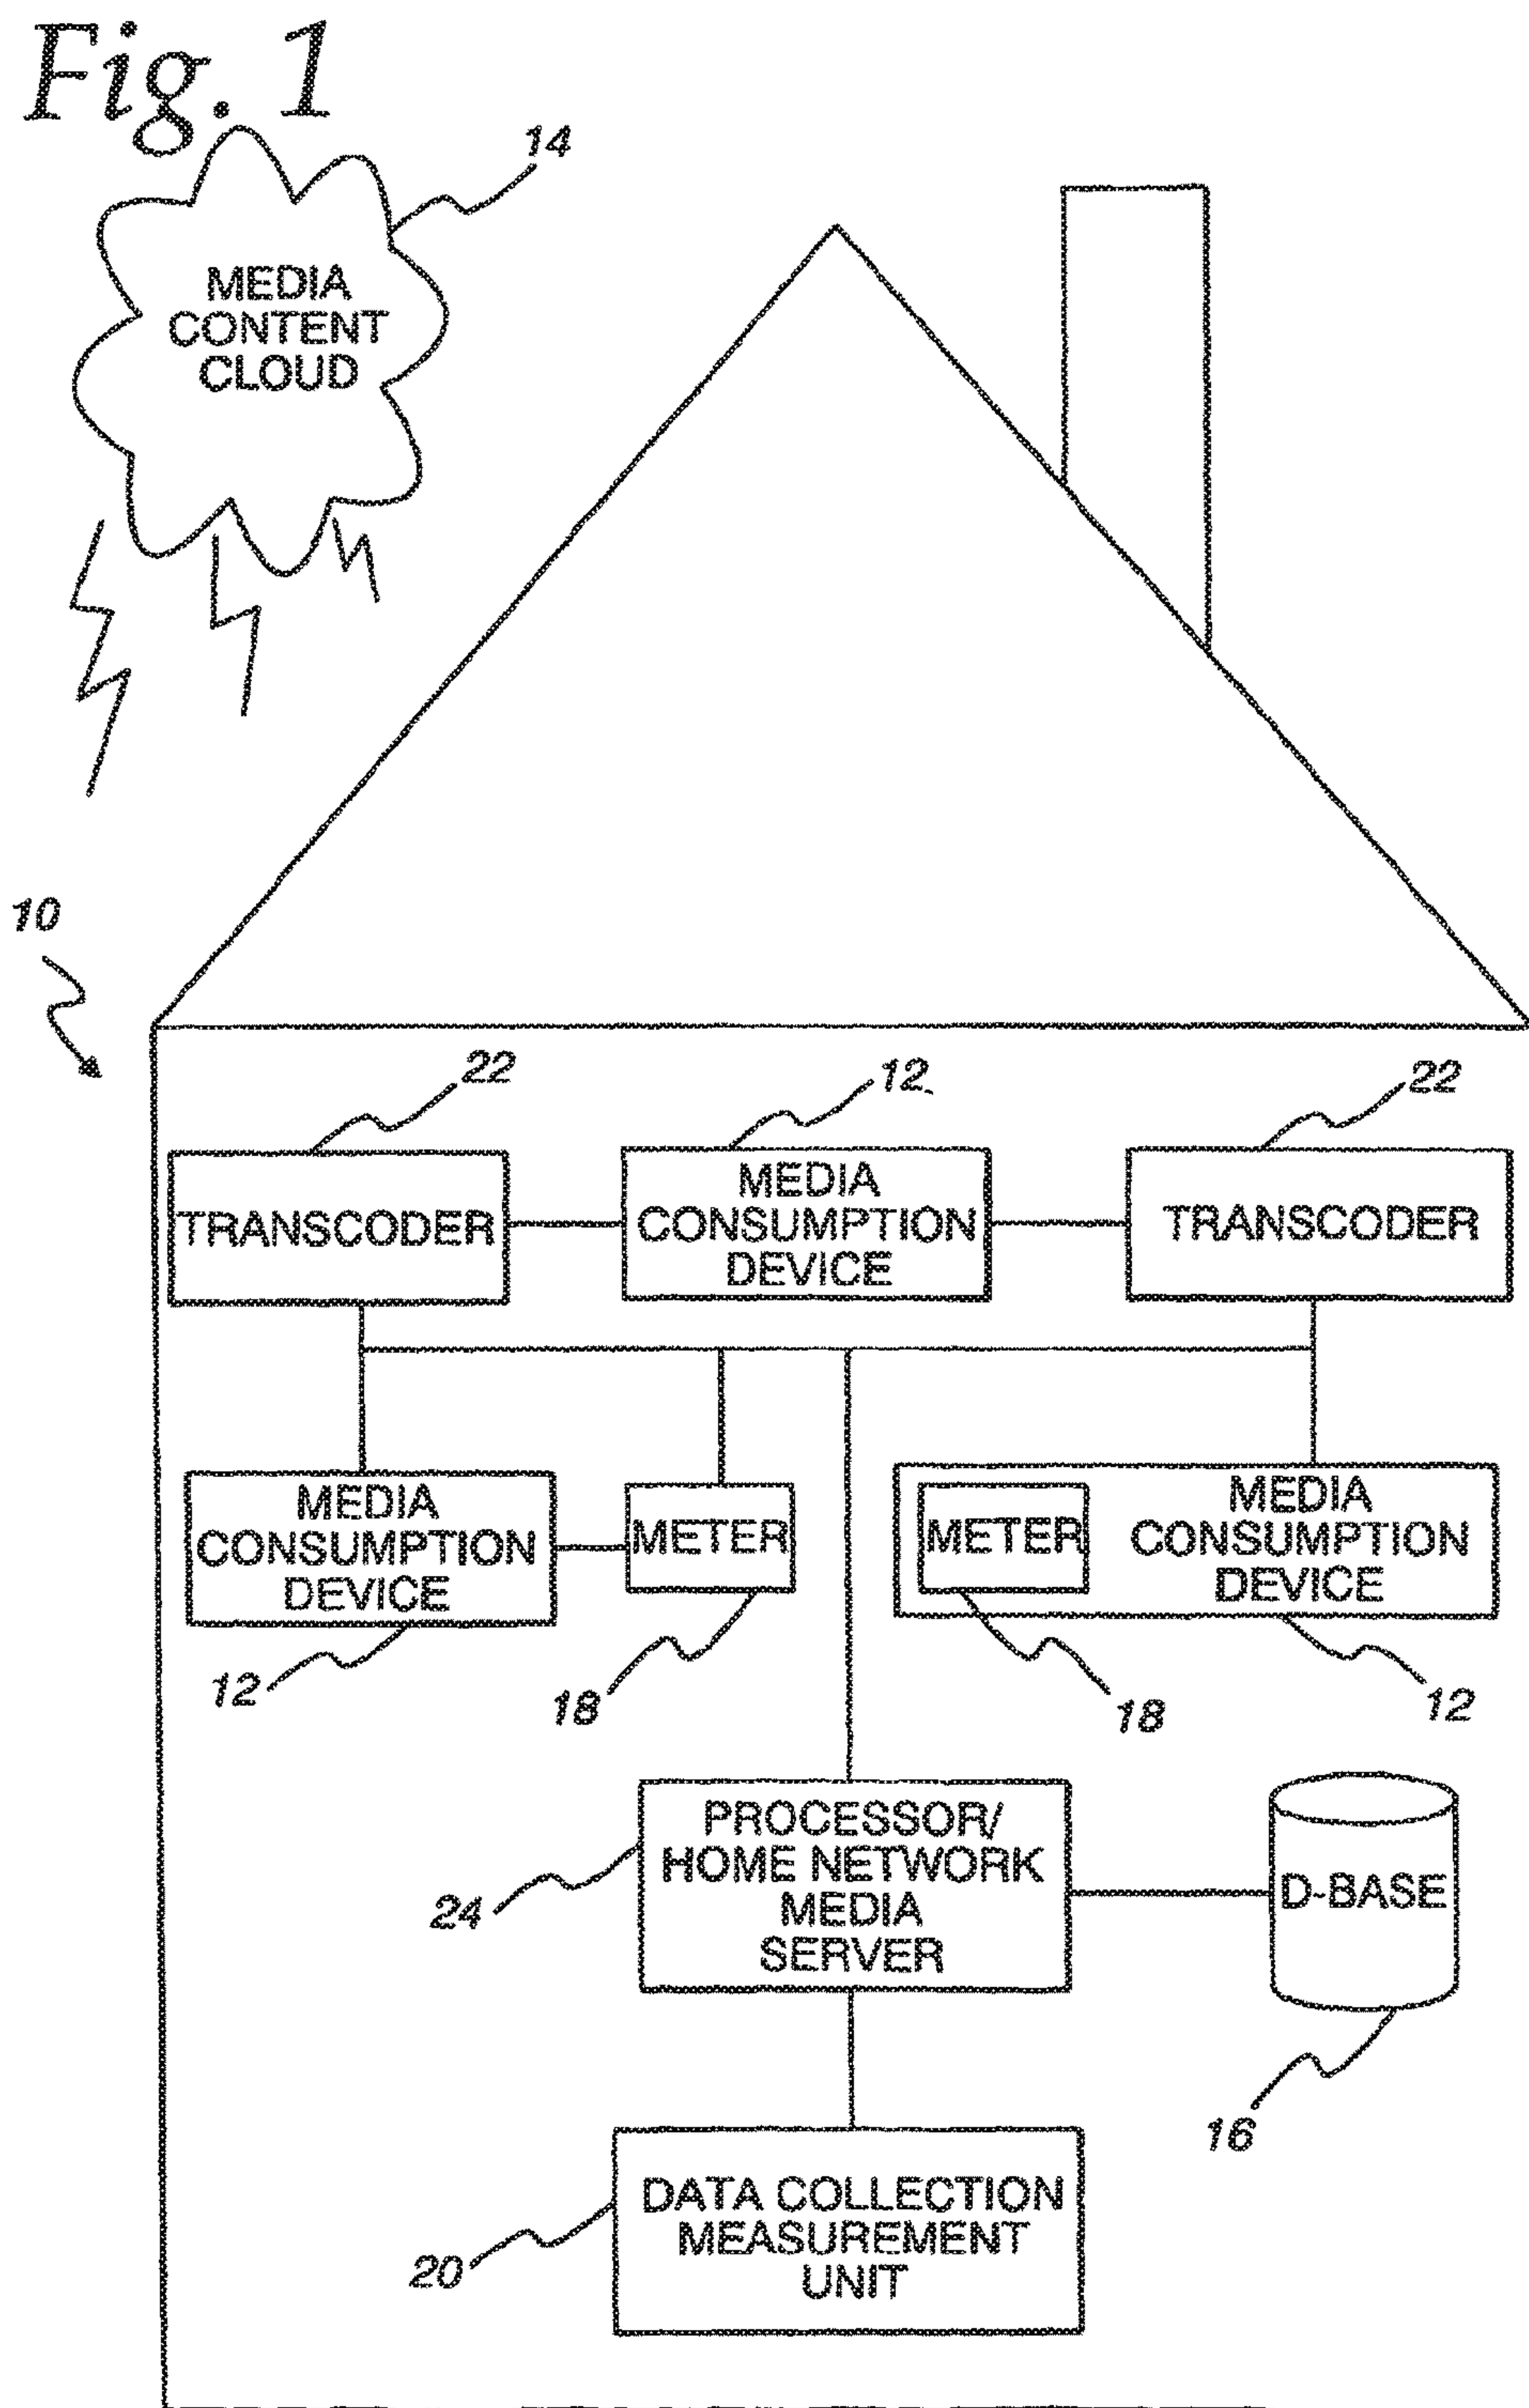 Fig. 1
14
MEDIA
CONTENT
CLOUD
10
22
12
22
TRANSCODER
MEDIA
CONSUMPTION
DEVICE
TRANSCODER
MEDIA
CONSUMPTION
DEVICE
METER
METER
MEDIA
CONSUMPTION
DEVICE
12
18
18
12
PROCESSOR/
HOME NETWORK
MEDIA
SERVER
24
D-BASE
16
DATA COLLECTION
MEASUREMENT
UNIT
20